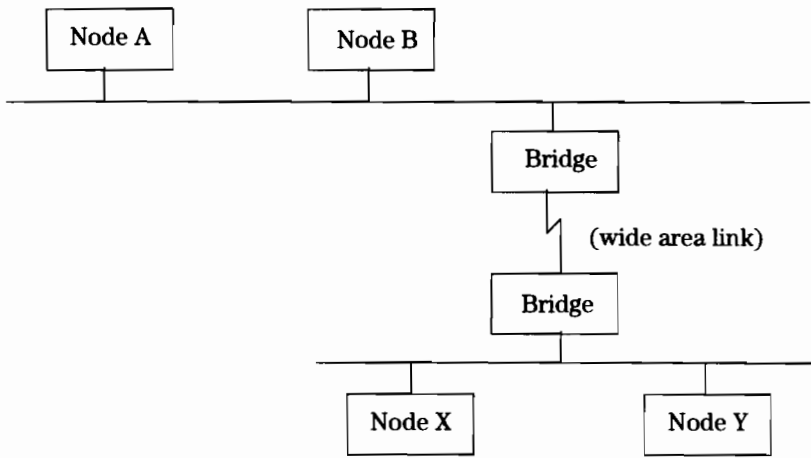 Node A
Node B
Bridge
(wide area link)
Bridge
Node X
Node Y